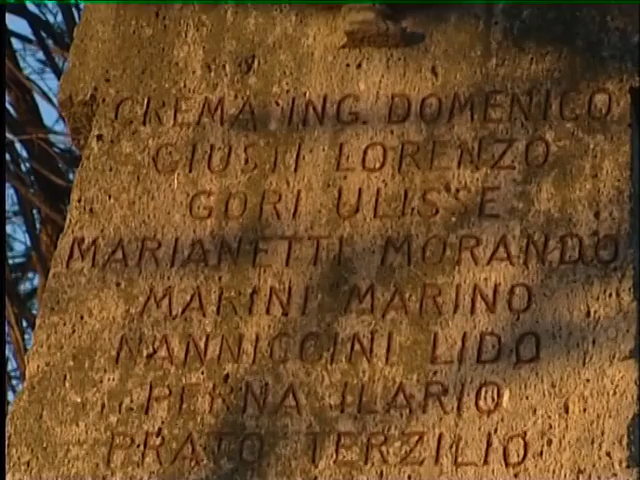 CREMA ING. DOMENICO
GIUSTI LORENZO
GORI ULISSE
MARIANETTI MORANDO
MARINI MARINO
NANNICCINI LIDO
PERNA ILARIO
PRATO TERZILIO